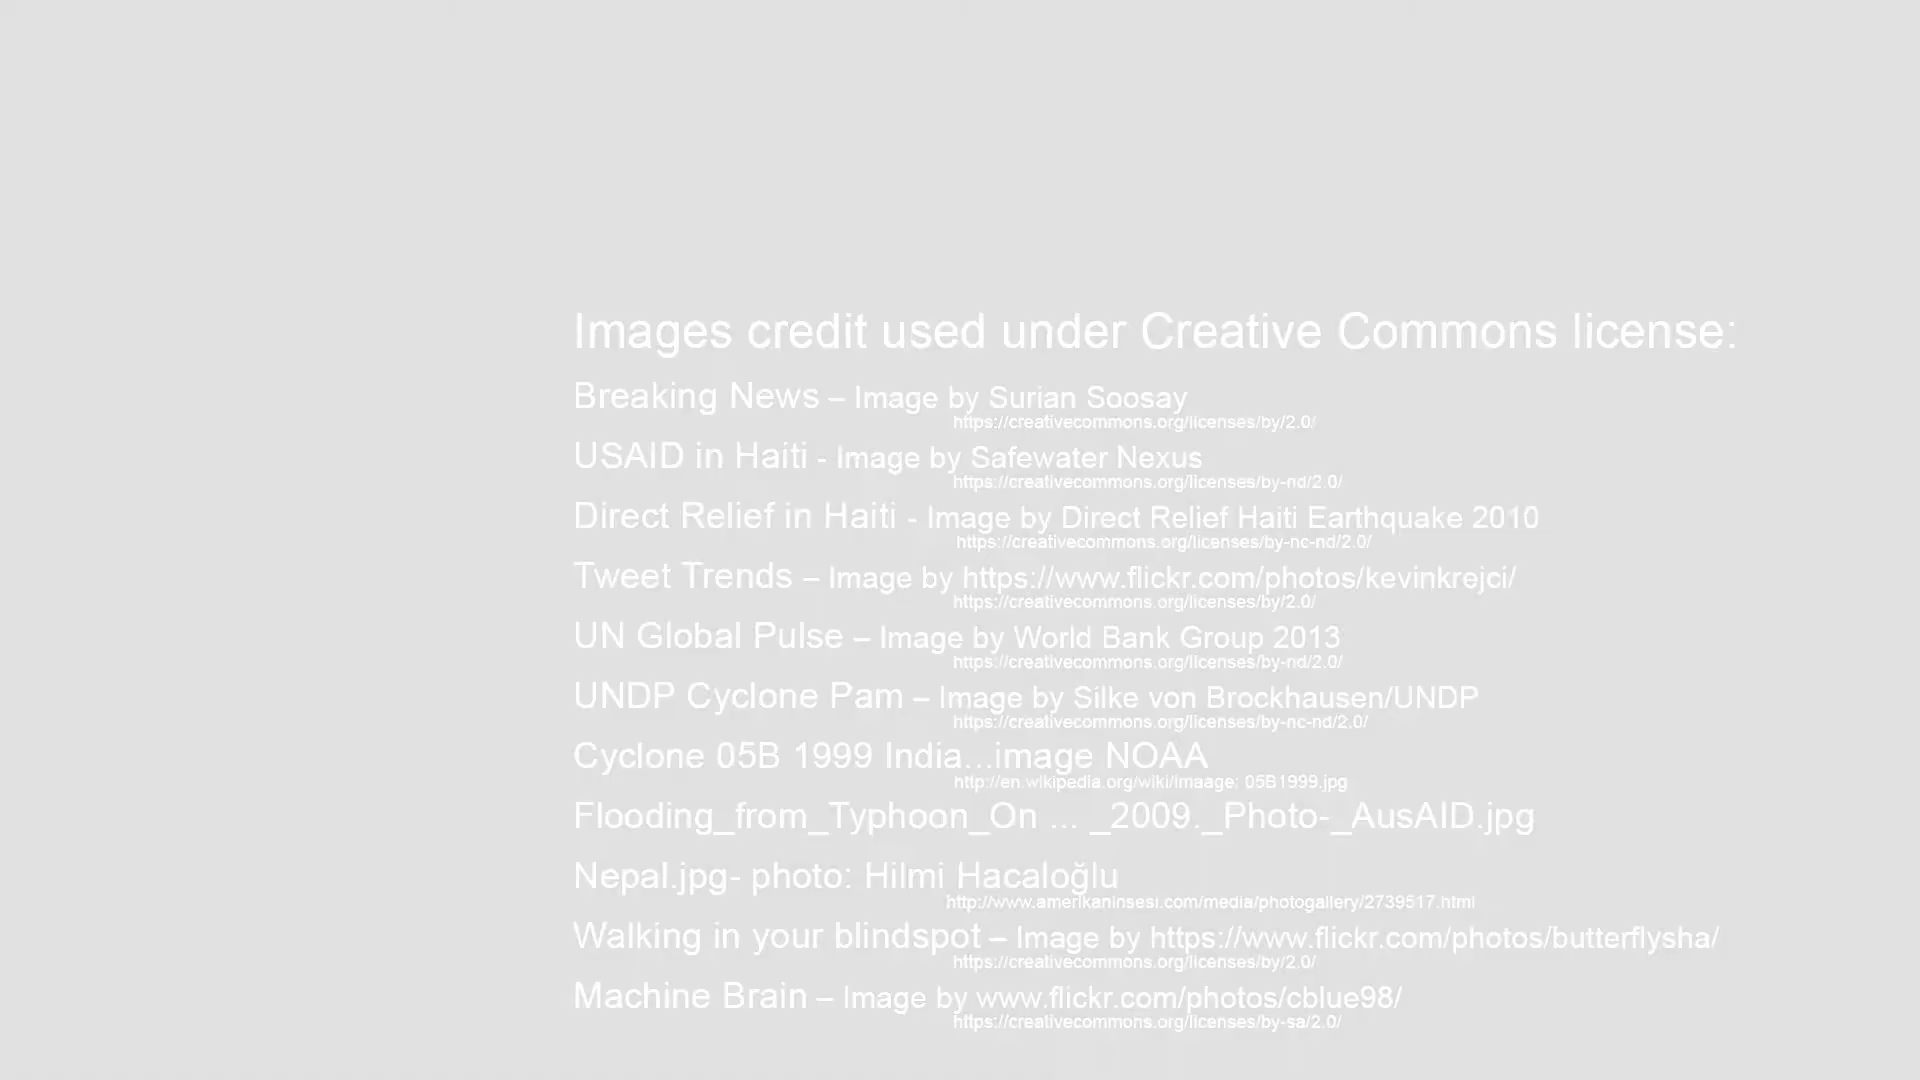 Images credit used under Creative Commons license:
Breaking News – Image by Surian Soosay
https://creativecommons.org/licenses/by/2.0/
USAID in Haiti - Image by Safewater Nexus
https://creativecommons.org/licenses/by-nd/2.0/
Direct Relief in Haiti - Image by Direct Relief Haiti Earthquake 2010
https://creativecommons.org/licenses/by-nc-nd/2.0/
Tweet Trends – Image by https://www.flickr.com/photos/kevinkrejci/
https://creativecommons.org/licenses/by/2.0/
UN Global Pulse – Image by World Bank Group 2013
https://creativecommons.org/licenses/by-nd/2.0/
UNDP Cyclone Pam – Image by Silke von Brockhausen/UNDP
https://creativecommons.org/licenses/by-nc-nd/2.0/
Cyclone 05B 1999 India...image NOAA
http://en.wikipedia.org/wiki/Imaage: 05B1999.jpg
Flooding_from_Typhoon_On ... _2009._Photo-_AusAID.jpg
Nepal.jpg- photo: Hilmi Hacaloğlu
http://www.amerikaninsesi.com/media/photogallery/2739517.html
Walking in your blindspot – Image by https://www.flickr.com/photos/butterflysha/
https://creativecommons.org/licenses/by/2.0/
Machine Brain – Image by www.flickr.com/photos/cblue98/
https://creativecommons.org/licenses/by-sa/2.0/